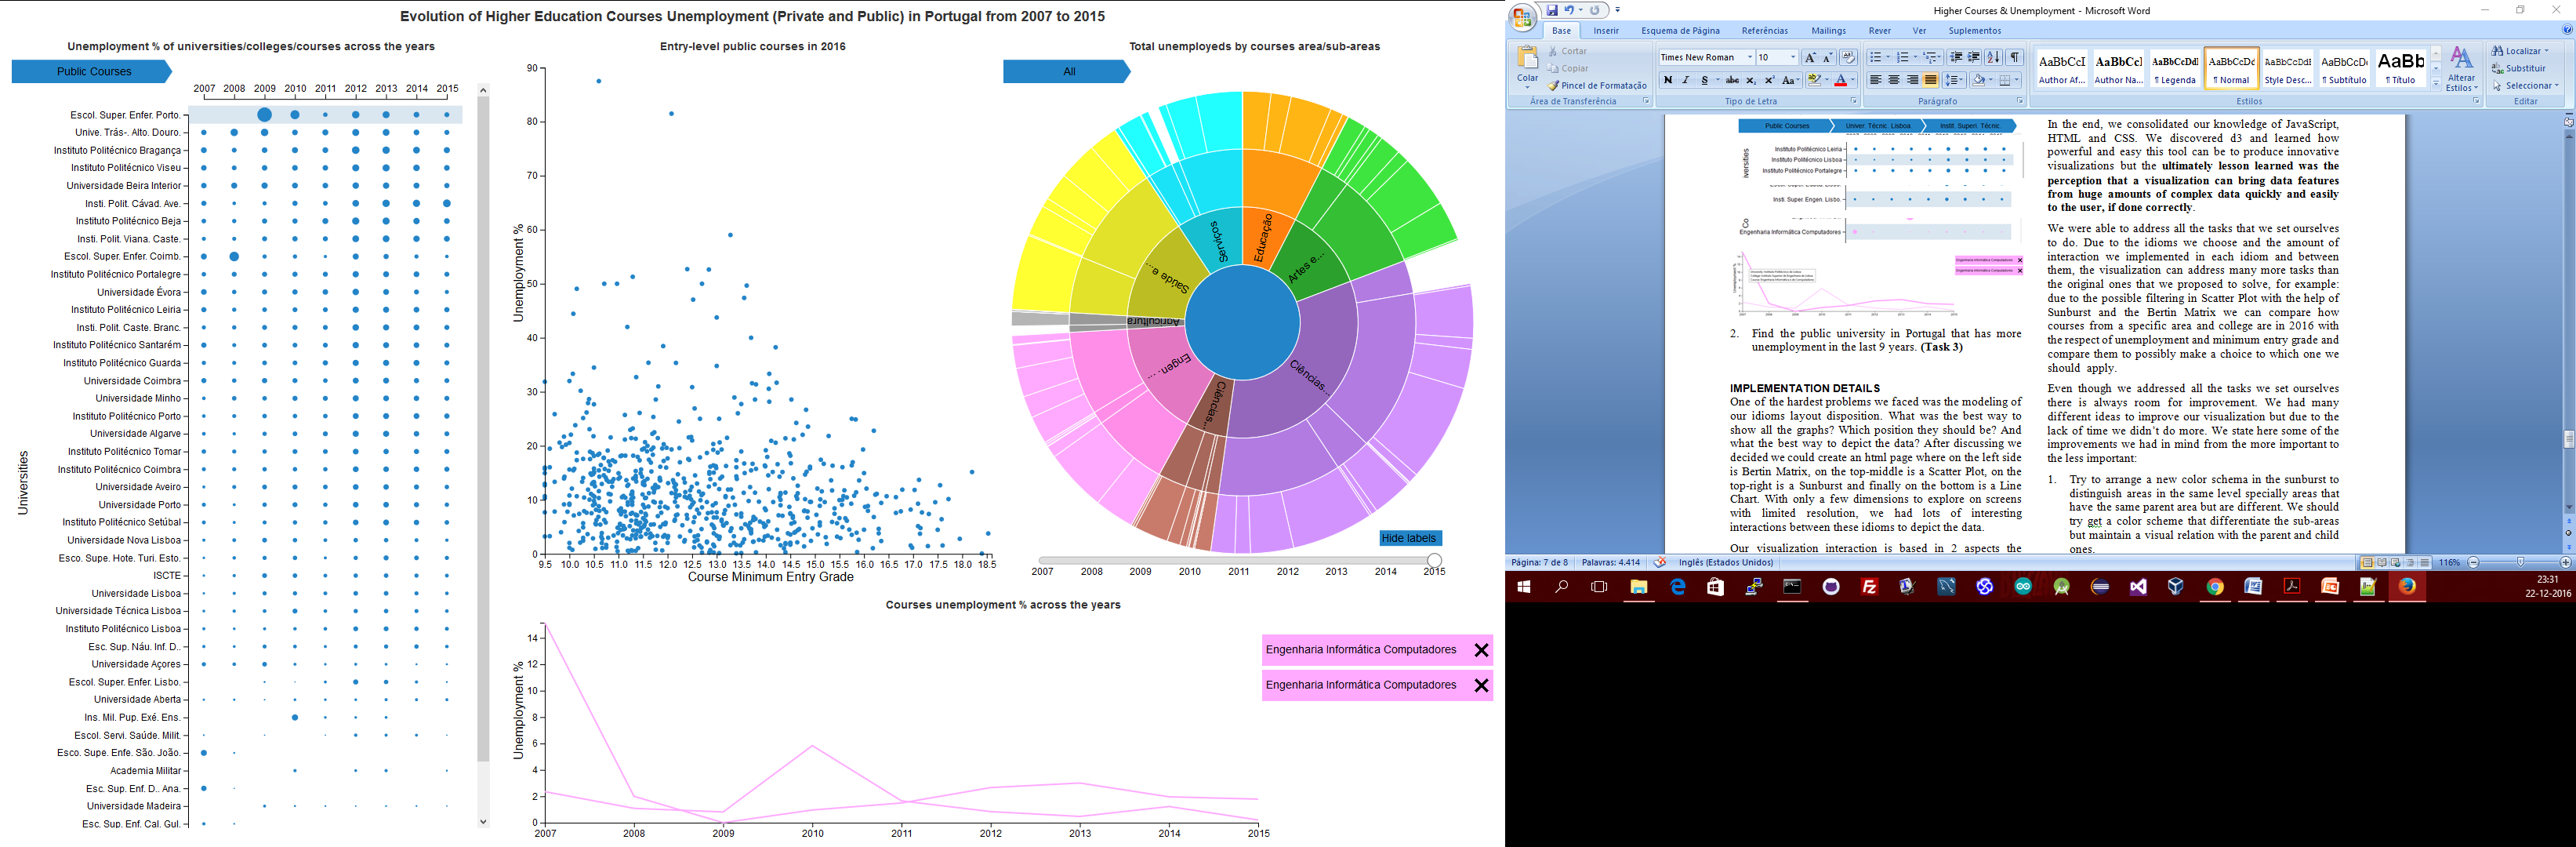 Evolution of Higher Education Courses Unemployment (Private and Public) in Portugal from 2007 to 2015
Unemployment % of universities/colleges/courses across the years
Public Courses
2007 2008 2009 2010 2011 2012 2013 2014 2015
Universities
Escol. Super. Enfer. Porto.
Unive. Trás-. Alto. Douro.
Instituto Politécnico Bragança
Instituto Politécnico Viseu
Universidade Beira Interior
Insti. Polit. Cávad. Ave.
Instituto Politécnico Beja
Insti. Polit. Viana. Caste.
Escol. Super. Enfer. Coimb.
Instituto Politécnico Portalegre
Universidade Évora
Instituto Politécnico Leiria
Insti. Polit. Caste. Branc.
Instituto Politécnico Santarém
Instituto Politécnico Guarda
Universidade Coimbra
Universidade Minho
Instituto Politécnico Porto
Universidade Algarve
Instituto Politécnico Tomar
Instituto Politécnico Coimbra
Universidade Aveiro
Universidade Porto
Instituto Politécnico Setúbal
Universidade Nova Lisboa
Esco. Supe. Hote. Turi. Esto.
ISCTE
Universidade Lisboa
Universidade Técnica Lisboa
Instituto Politécnico Lisboa
Esc. Sup. Náu. Inf. D..
Universidade Açores
Escol. Super. Enfer. Lisbo.
Universidade Aberta
Ins. Mil. Pup. Exé. Ens.
Escol. Servi. Saúde. Milit.
Esco. Supe. Enfe. São. João.
Academia Militar
Esc. Sup. Enf. D.. Ana.
Universidade Madeira
Esc. Sup. Enf. Cal. Gul.
Entry-level public courses in 2016
Unemployment %
90
80
70
60
50
40
30
20
10
0
9.5 10.0 10.5 11.0 11.5 12.0 12.5 13.0 13.5 14.0 14.5 15.0 15.5 16.0 16.5 17.0 17.5 18.0 18.5
Course Minimum Entry Grade
Total unemployeds by courses area/sub-areas
All
Educação
Artes e...
Ciências...
Ciências...
Engen. ...
Agricultura
Saúde e...
Serviços
Hide labels
2007 2008 2009 2010 2011 2012 2013 2014 2015
Courses unemployment % across the years
Unemployment %
14
12
10
8
6
4
2
0
2007 2008 2009 2010 2011 2012 2013 2014 2015
Engenharia Informática Computadores
Engenharia Informática Computadores
Higher Courses & Unemployment - Microsoft Word
Base Inserir Esquema de Página Referências Mailings Rever Ver Suplementos
Colar
Cortar
Copiar
Pincel de Formatação
Área de Transferência
Times New Roman 10
N I S abc x₂ x² Aa
Tipo de Letra
Parágrafo
AaBbCcI AaBbCcI AaBbCcDdI AaBbCcDc AaBbCcDdI AaBbCcDc AaBb
Author Af... Author Na... ¶ Legenda ¶ Normal Style Desc... ¶ Subtítulo ¶ Título
Alterar
Estilos
Estilos
Localizar
Substituir
Seleccionar
Editar
Public Courses Univer. Técnic. Lisboa. Instit. Superi. Técnic.
iversities
Instituto Politécnico Leiria
Instituto Politécnico Lisboa
Instituto Politécnico Portalegre
Insti. Super. Engen. Lisbo.
Co
Engenharia Informática Computadores
Engenharia Informática Computadores
Engenharia Informática Computadores
2. Find the public university in Portugal that has more
unemployment in the last 9 years. (Task 3)
IMPLEMENTATION DETAILS
One of the hardest problems we faced was the modeling of
our idioms layout disposition. What was the best way to
show all the graphs? Which position they should be? And
what the best way to depict the data? After discussing we
decided we could create an html page where on the left side
is Bertin Matrix, on the top-middle is a Scatter Plot, on the
top-right is a Sunburst and finally on the bottom is a Line
Chart. With only a few dimensions to explore on screens
with limited resolution, we had lots of interesting
interactions between these idioms to depict the data.
Our visualization interaction is based in 2 aspects the
In the end, we consolidated our knowledge of JavaScript,
HTML and CSS. We discovered d3 and learned how
powerful and easy this tool can be to produce innovative
visualizations but the ultimately lesson learned was the
perception that a visualization can bring data features
from huge amounts of complex data quickly and easily
to the user, if done correctly.
We were able to address all the tasks that we set ourselves
to do. Due to the idioms we choose and the amount of
interaction we implemented in each idiom and between
them, the visualization can address many more tasks than
the original ones that we proposed to solve, for example:
due to the possible filtering in Scatter Plot with the help of
Sunburst and the Bertin Matrix we can compare how
courses from a specific area and college are in 2016 with
the respect of unemployment and minimum entry grade and
compare them to possibly make a choice to which one we
should apply.
Even though we addressed all the tasks we set ourselves
there is always room for improvement. We had many
different ideas to improve our visualization but due to the
lack of time we didn't do more. We state here some of the
improvements we had in mind from the more important to
the less important:
1. Try to arrange a new color schema in the sunburst to
distinguish areas in the same level specially areas that
have the same parent area but are different. We should
try get a color scheme that differentiate the sub-areas
but maintain a visual relation with the parent and child
ones.
Página: 7 de 8 Palavras: 4.414 Inglês (Estados Unidos) 116%
23:31
22-12-2016